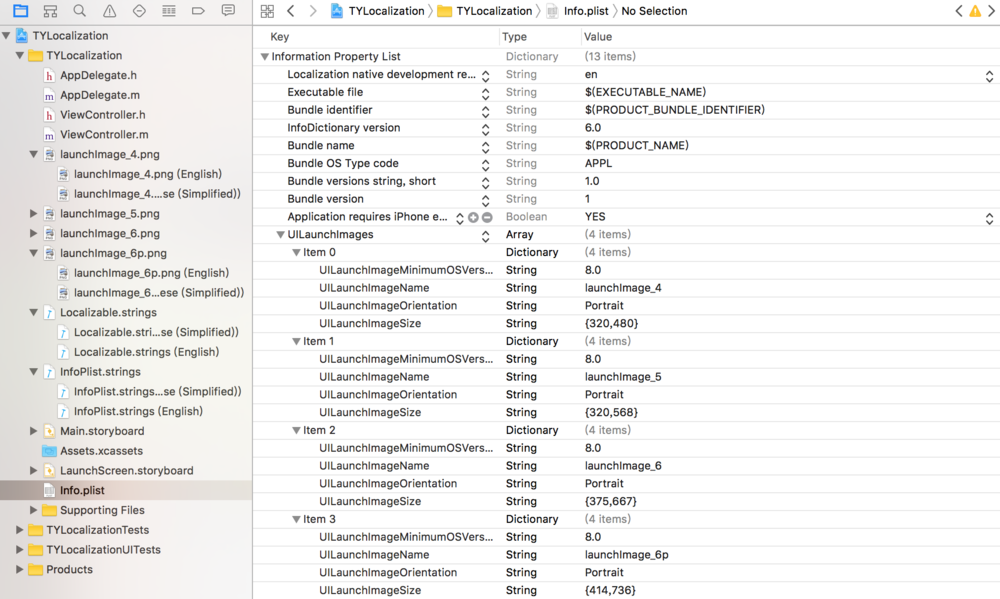 TYLocalization 〉 TYLocalization 〉 Info.plist 〉 No Selection
TYLocalization
TYLocalization
AppDelegate.h
AppDelegate.m
ViewController.h
ViewController.m
launchImage_4.png
launchImage_4.png (English)
launchImage_4....se (Simplified))
launchImage_5.png
launchImage_6.png
launchImage_6p.png
launchImage_6p.png (English)
launchImage_6...ese (Simplified))
Localizable.strings
Localizable.stri...se (Simplified))
Localizable.strings (English)
InfoPlist.strings
InfoPlist.strings...se (Simplified))
InfoPlist.strings (English)
Main.storyboard
Assets.xcassets
LaunchScreen.storyboard
Info.plist
Supporting Files
TYLocalizationTests
TYLocalizationUITests
Products
Key Type Value
Information Property List Dictionary (13 items)
Localization native development re... String en
Executable file String $(EXECUTABLE_NAME)
Bundle identifier String $(PRODUCT_BUNDLE_IDENTIFIER)
InfoDictionary version String 6.0
Bundle name String $(PRODUCT_NAME)
Bundle OS Type code String APPL
Bundle versions string, short String 1.0
Bundle version String 1
Application requires iPhone e... Boolean YES
UILaunchImages Array (4 items)
Item 0 Dictionary (4 items)
UILaunchImageMinimumOSVers... String 8.0
UILaunchImageName String launchImage_4
UILaunchImageOrientation String Portrait
UILaunchImageSize String {320,480}
Item 1 Dictionary (4 items)
UILaunchImageMinimumOSVers... String 8.0
UILaunchImageName String launchImage_5
UILaunchImageOrientation String Portrait
UILaunchImageSize String {320,568}
Item 2 Dictionary (4 items)
UILaunchImageMinimumOSVers... String 8.0
UILaunchImageName String launchImage_6
UILaunchImageOrientation String Portrait
UILaunchImageSize String {375,667}
Item 3 Dictionary (4 items)
UILaunchImageMinimumOSVers... String 8.0
UILaunchImageName String launchImage_6p
UILaunchImageOrientation String Portrait
UILaunchImageSize String {414,736}